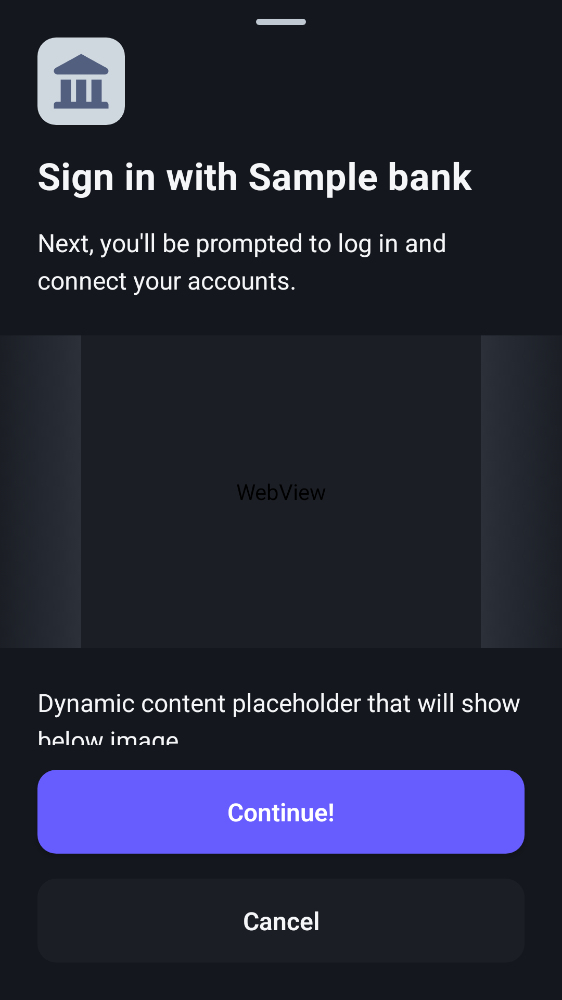 Sign in with Sample bank
Next, you'll be prompted to log in and
connect your accounts.
WebView
Dynamic content placeholder that will show
below image
Continue!
Cancel